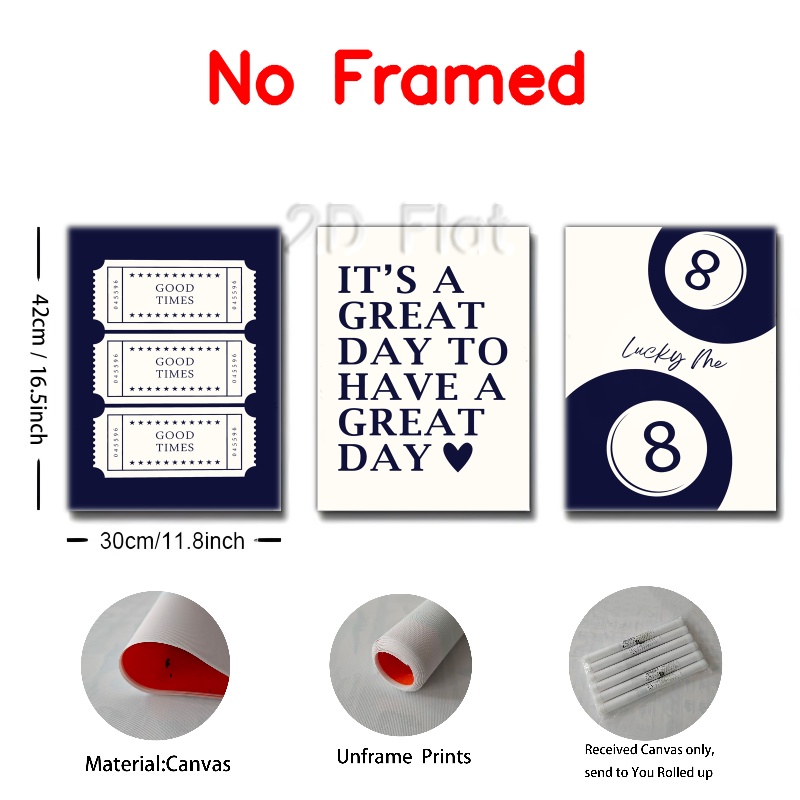 No Framed
2D Flat
42cm / 16.5inch
GOOD
TIMES
045596
045596
GOOD
TIMES
045596
045596
GOOD
TIMES
045596
045596
IT'S A
GREAT
DAY TO
HAVE A
GREAT
DAY
8
Lucky Me
8
30cm/11.8inch
Material:Canvas
Unframe Prints
Received Canvas only,
send to You Rolled up